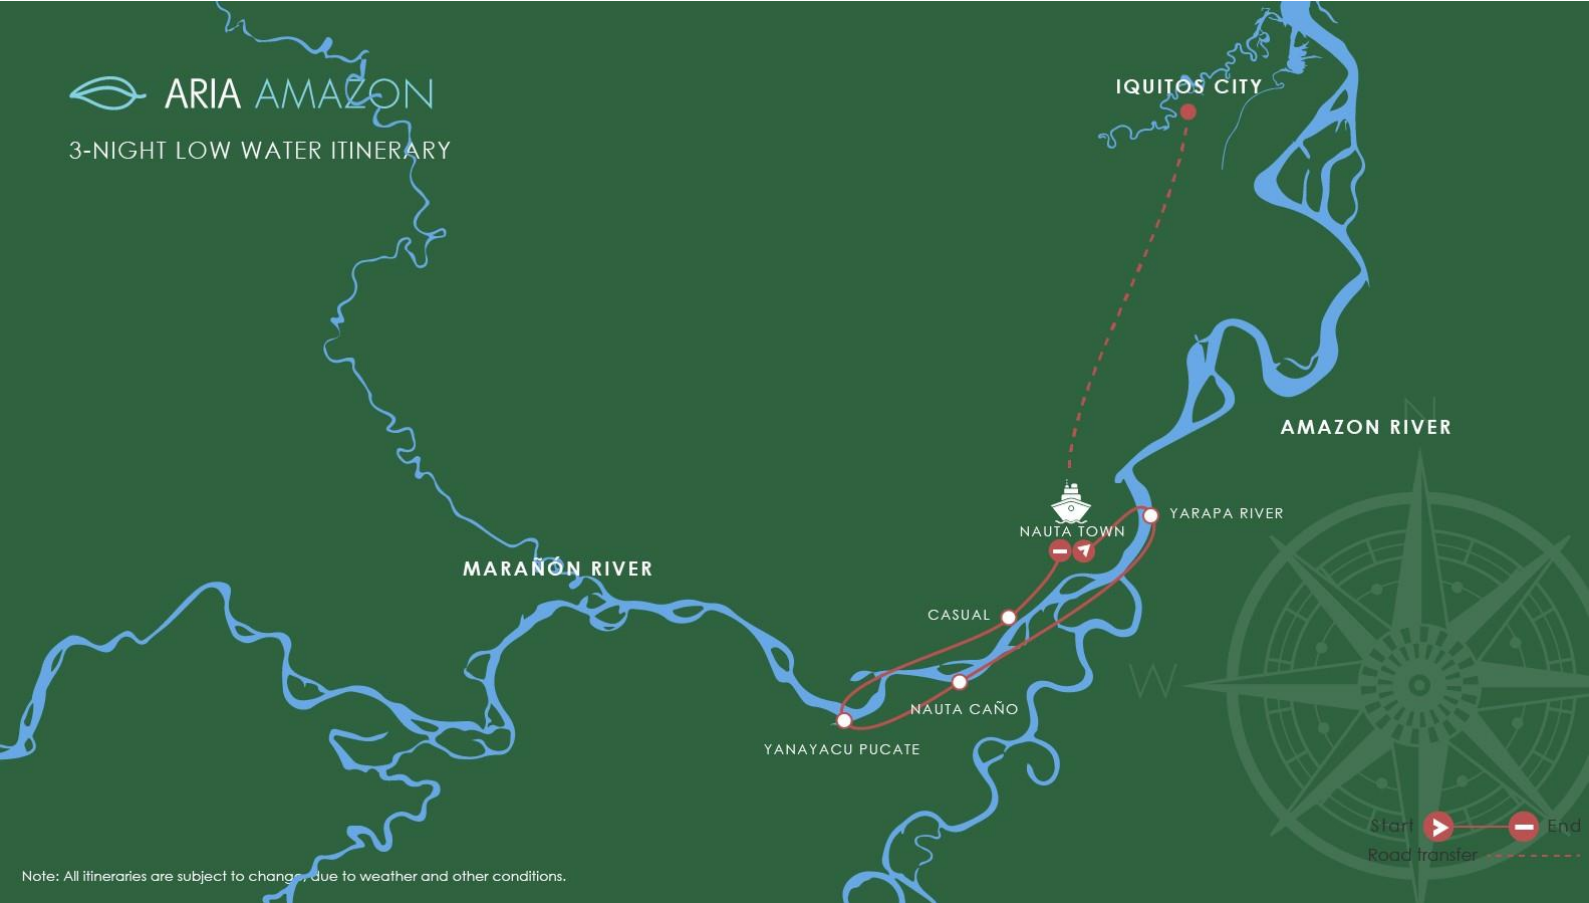 ARIA AMAZON
3-NIGHT LOW WATER ITINERARY
IQUITOS CITY
N
AMAZON RIVER
YARAPA RIVER
NAUTA TOWN
MARAÑÓN RIVER
CASUAL
W
NAUTA CAÑO
YANAYACU PUCATE
Start
End
Road transfer
Note: All itineraries are subject to change, due to weather and other conditions.